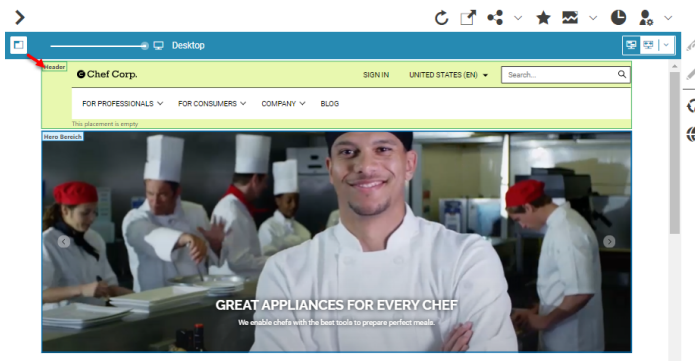 Desktop
Header
Chef Corp.
SIGN IN
UNITED STATES (EN)
Search...
FOR PROFESSIONALS
FOR CONSUMERS
COMPANY
BLOG
This placement is empty
Hero Bereich
GREAT APPLIANCES FOR EVERY CHEF
We enable chefs with the best tools to prepare perfect meals.